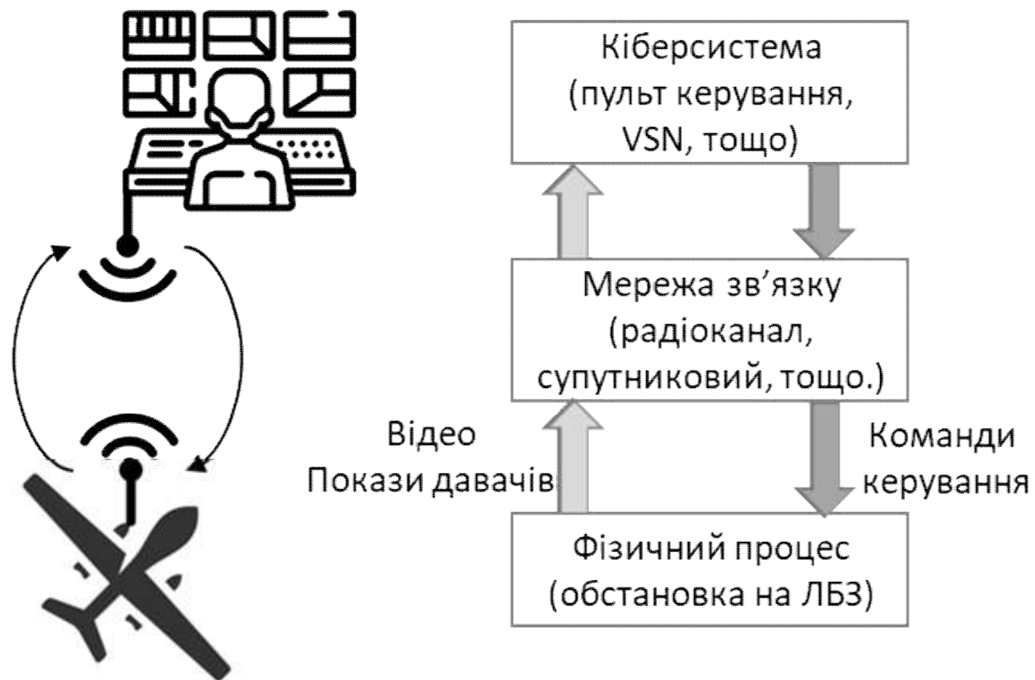 Кіберсистема
(пульт керування,
VSN, тощо)
Мережа зв’язку
(радіоканал,
супутниковий, тощо.)
Відео
Покази давачів
Команди
керування
Фізичний процес
(обстановка на ЛБЗ)